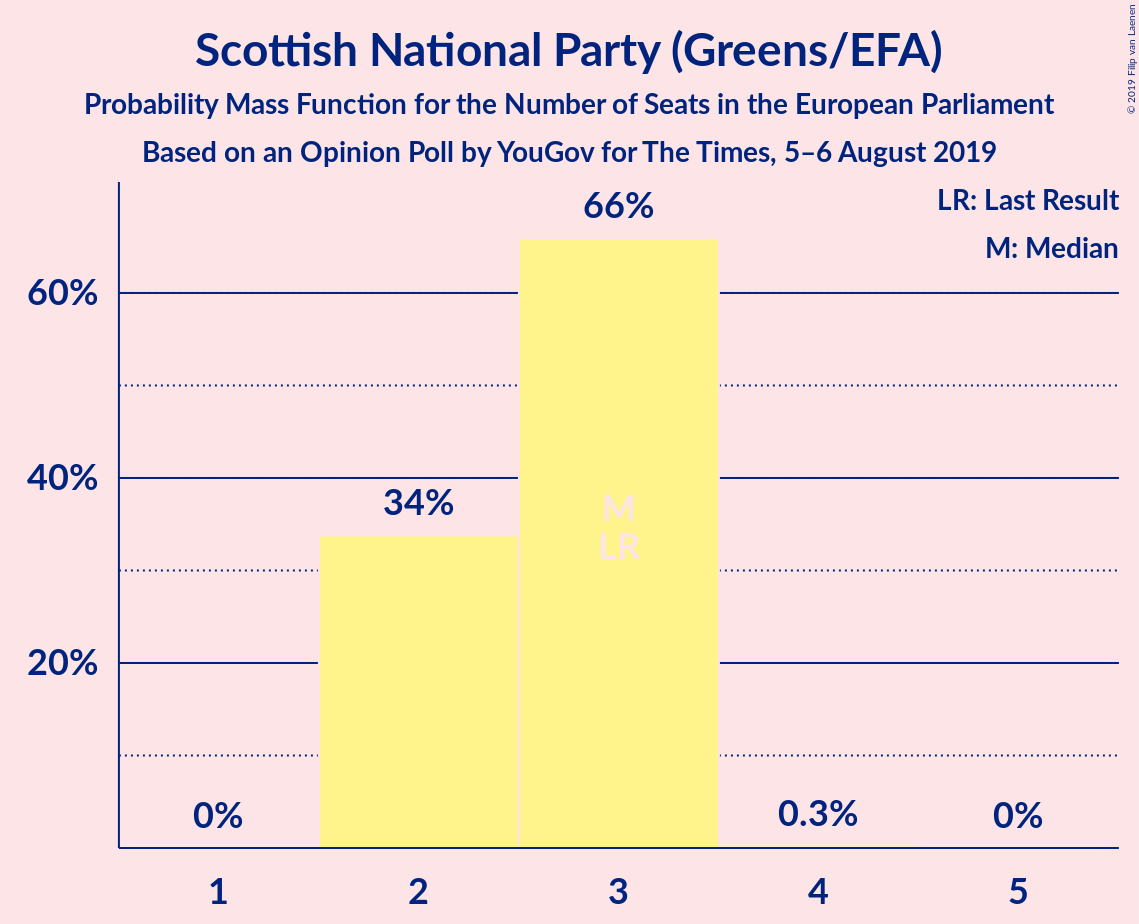 Scottish National Party (Greens/EFA)
Probability Mass Function for the Number of Seats in the European Parliament
Based on an Opinion Poll by YouGov for The Times, 5–6 August 2019
© 2019 Filip van Laenen
LR: Last Result
M: Median
66%
60%
40%
34%
M
LR
20%
0%
0.3%
0%
1 2 3 4 5